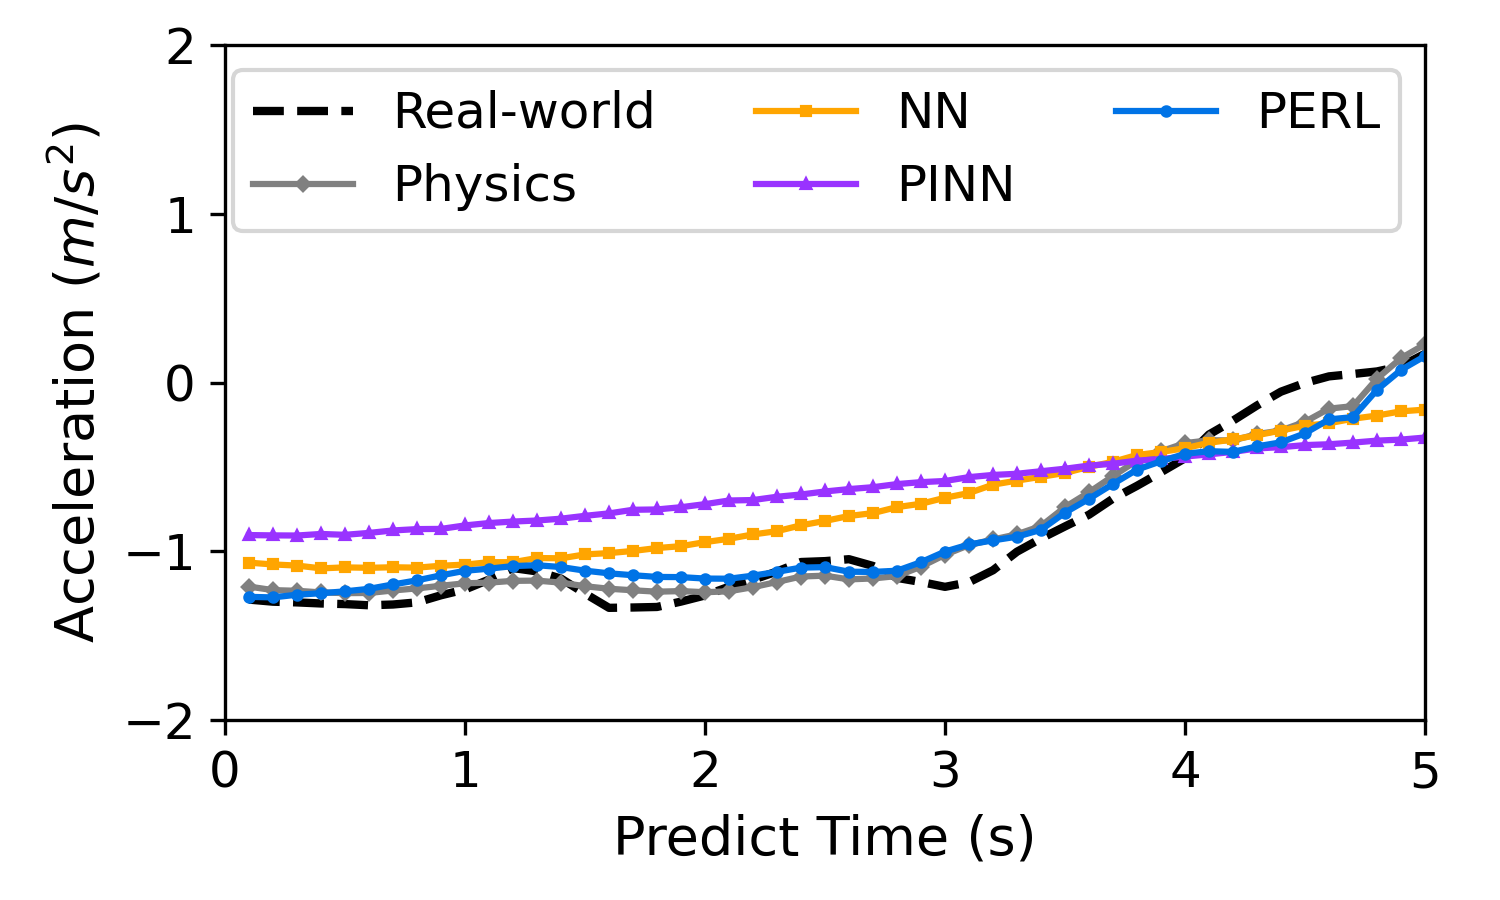 Real-world
Physics
NN
PINN
PERL
2
1
0
−1
−2
Acceleration (m/s²)
0 1 2 3 4 5
Predict Time (s)